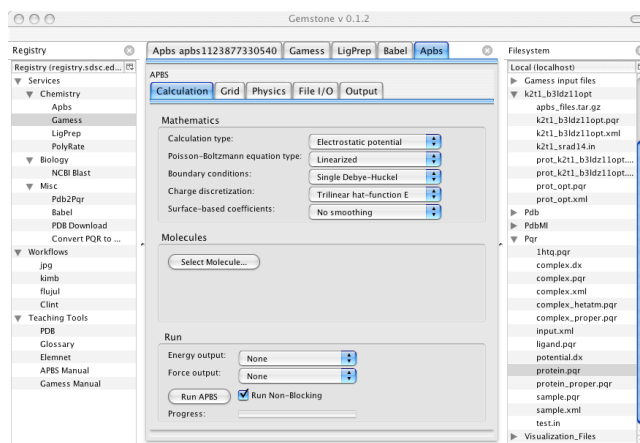 Gemstone v 0.1.2
Registry
Registry (registry.sdsc.ed...
Services
Chemistry
Apbs
Gamess
LigPrep
PolyRate
Biology
NCBI Blast
Misc
Pdb2Pqr
Babel
PDB Download
Convert PQR to ...
Workflows
jpg
kimb
flujul
Clint
Teaching Tools
PDB
Glossary
Elemnet
APBS Manual
Gamess Manual
Apbs apbs1123877330540 Gamess LigPrep Babel Apbs
APBS
Calculation Grid Physics File I/O Output
Mathematics
Calculation type: Electrostatic potential
Poisson-Boltzmann equation type: Linearized
Boundary conditions: Single Debye-Huckel
Charge discretization: Trilinear hat-function E
Surface-based coefficients: No smoothing
Molecules
Select Molecule...
Run
Energy output: None
Force output: None
Run APBS Run Non-Blocking
Progress:
Filesystem
Local (localhost)
Gamess input files
k2t1_b3ldz11opt
apbs_files.tar.gz
k2t1_b3ldz11opt.pqr
k2t1_b3ldz11opt.xml
k2t1_srad14.in
prot_k2t1_b3ldz11opt....
prot_k2t1_b3ldz11opt....
prot_opt.pqr
prot_opt.xml
Pdb
PdbMl
Pqr
1htq.pqr
complex.dx
complex.pqr
complex.xml
complex_hetatm.pqr
complex_proper.pqr
input.xml
ligand.pqr
potential.dx
protein.pqr
protein_proper.pqr
sample.pqr
sample.xml
test.in
Visualization_Files